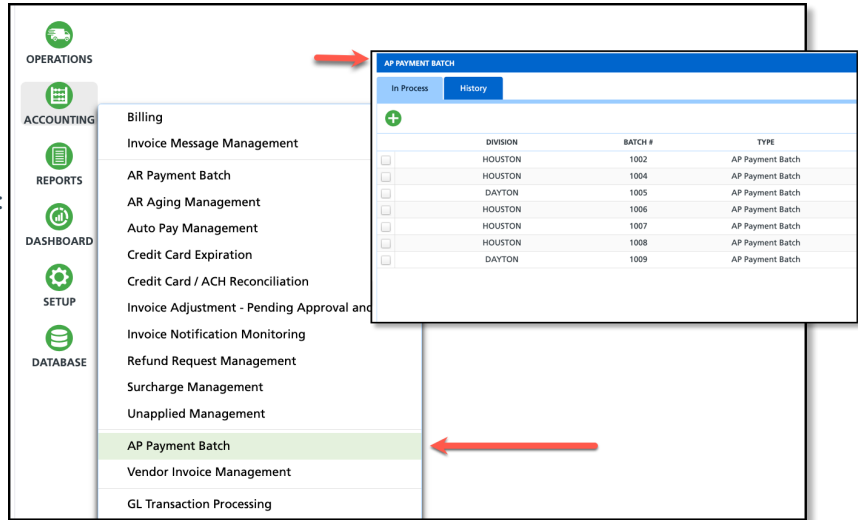 OPERATIONS
ACCOUNTING
REPORTS
DASHBOARD
SETUP
DATABASE
Billing
Invoice Message Management
AR Payment Batch
AR Aging Management
Auto Pay Management
Credit Card Expiration
Credit Card / ACH Reconciliation
Invoice Adjustment - Pending Approval and
Invoice Notification Monitoring
Refund Request Management
Surcharge Management
Unapplied Management
AP Payment Batch
Vendor Invoice Management
GL Transaction Processing
AP PAYMENT BATCH
In Process History
DIVISION BATCH # TYPE
HOUSTON 1002 AP Payment Batch
HOUSTON 1004 AP Payment Batch
DAYTON 1005 AP Payment Batch
HOUSTON 1006 AP Payment Batch
HOUSTON 1007 AP Payment Batch
HOUSTON 1008 AP Payment Batch
DAYTON 1009 AP Payment Batch